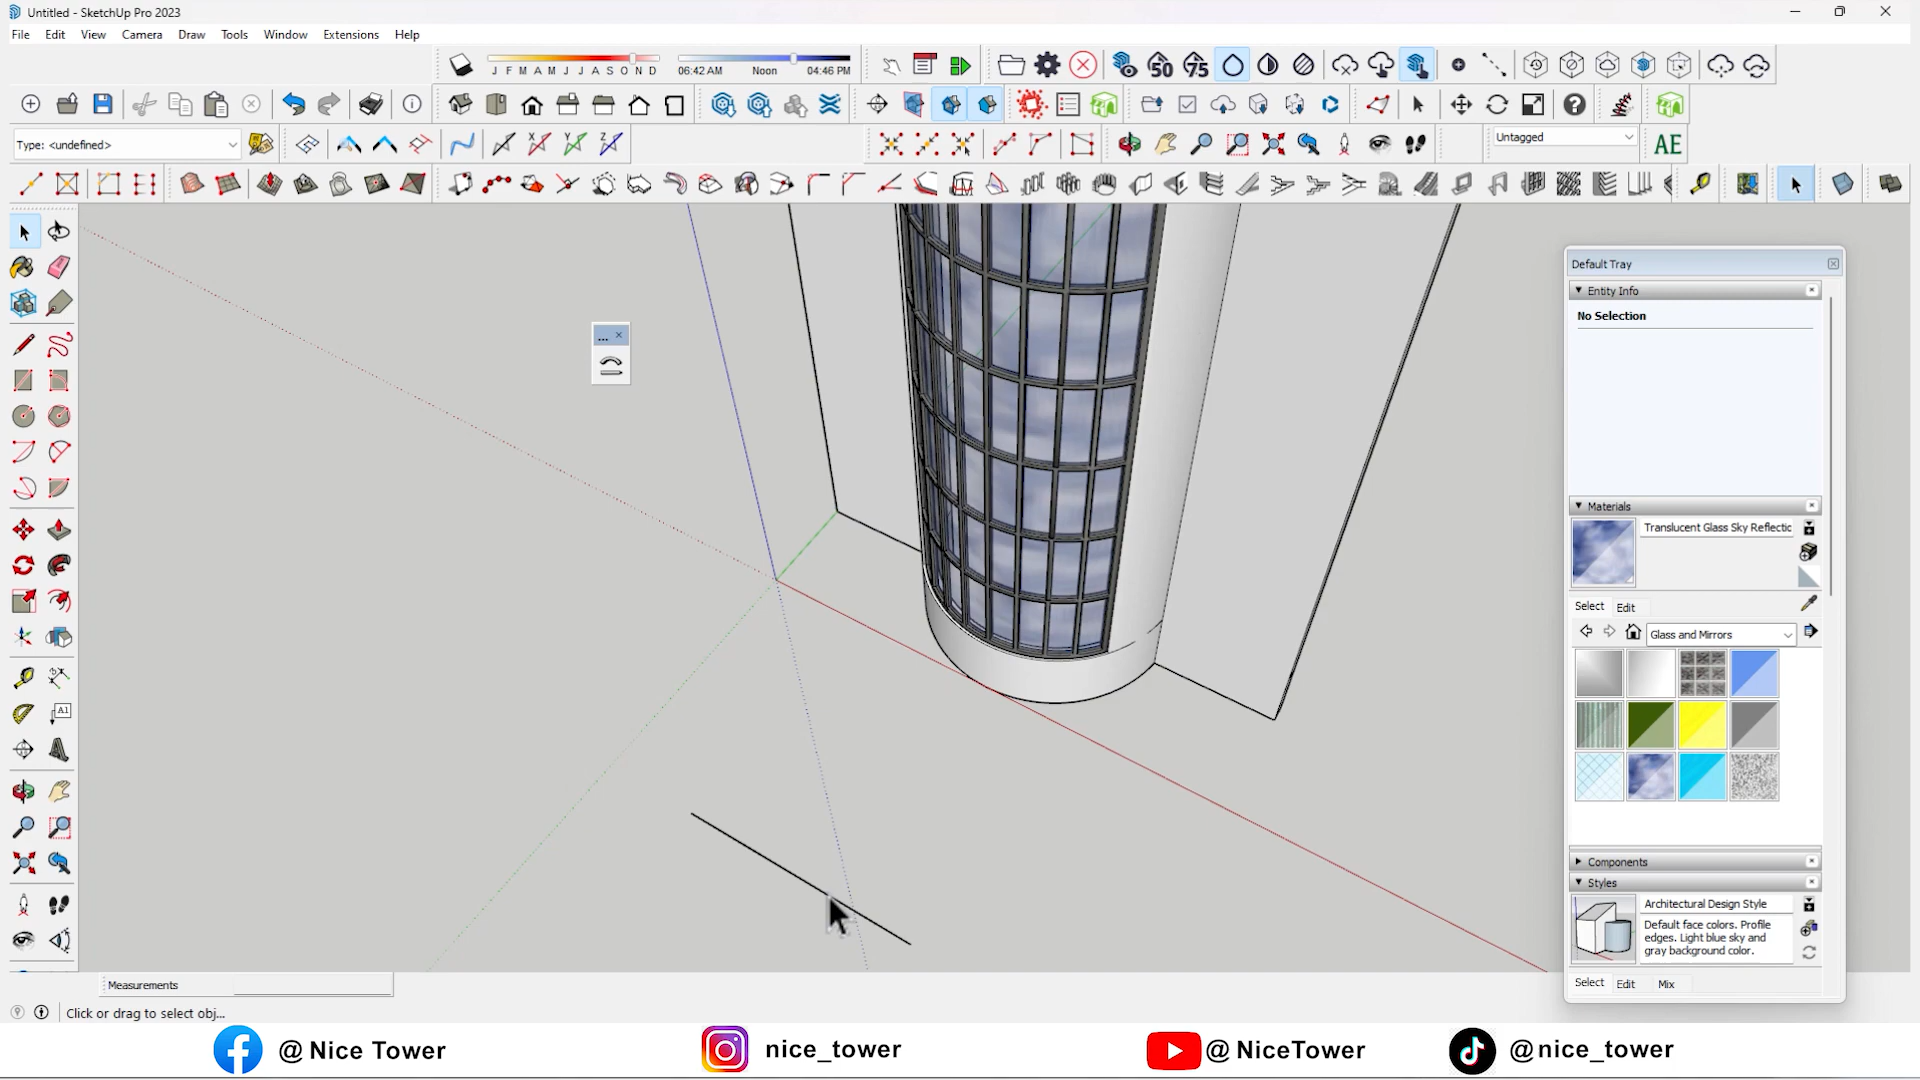 Untitled - SketchUp Pro 2023
File Edit View Camera Draw Tools Window Extensions Help
J F M A M J J A S O N D 06:42 AM Noon 04:46 PM
50 75
Type: <undefined>
X Y Z
Untagged
AE
Default Tray
Entity Info
No Selection
...
A1
Materials
Translucent Glass Sky Reflectic
Select Edit
Glass and Mirrors
Components
Styles
Architectural Design Style
Default face colors. Profile
edges. Light blue sky and
gray background color.
Select Edit Mix
Measurements
Click or drag to select obj...
@ Nice Tower
nice_tower
@ NiceTower
@nice_tower